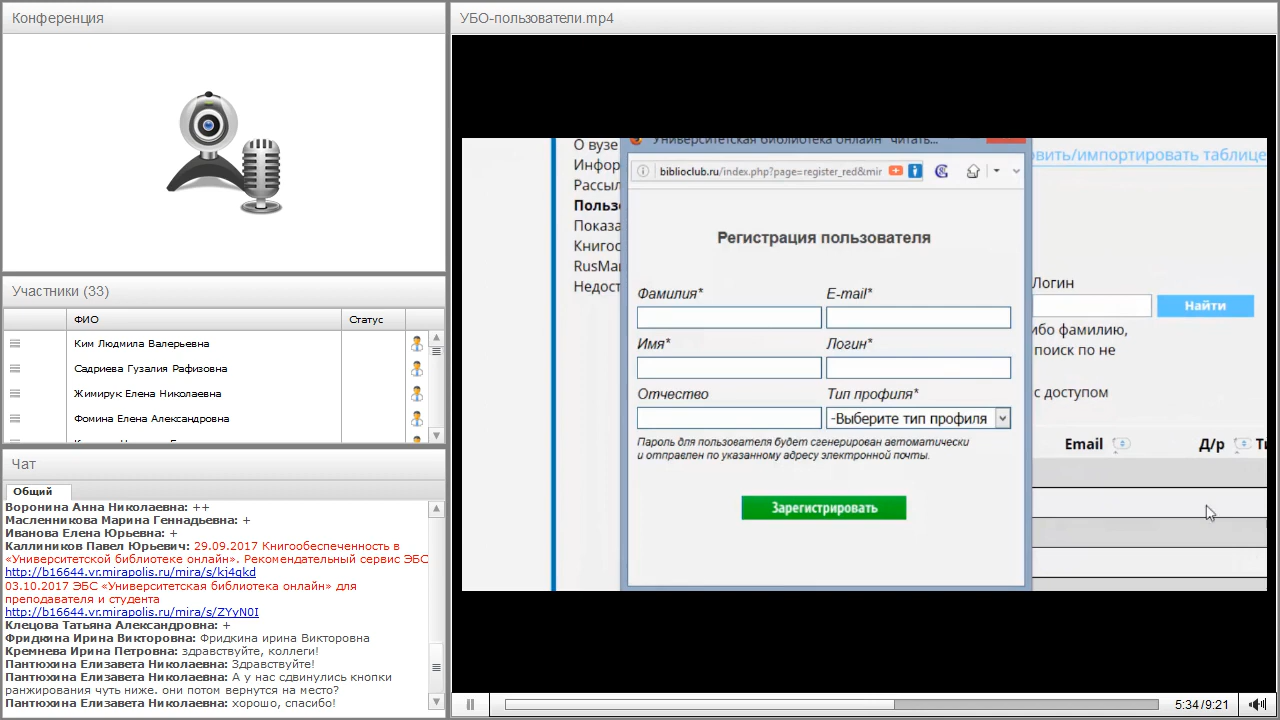 Конференция
Участники (33)
ФИО
Статус
Ким Людмила Валерьевна
Садриева Гузалия Рафизовна
Жимирук Елена Николаевна
Фомина Елена Александровна
Чат
Общий
Воронина Анна Николаевна: ++
Масленникова Марина Геннадьевна: +
Иванова Елена Юрьевна: +
Каллиников Павел Юрьевич: 29.09.2017 Книгообеспеченность в
«Университетской библиотеке онлайн». Рекомендательный сервис ЭБС
http://b16644.vr.mirapolis.ru/mira/s/kj4qkd
03.10.2017 ЭБС «Университетская библиотека онлайн» для
преподавателя и студента
http://b16644.vr.mirapolis.ru/mira/s/ZYyN0I
Клецова Татьяна Александровна: +
Фридкина Ирина Викторовна: Фридкина ирина Викторовна
Кремнева Ирина Петровна: здравствуйте, коллеги!
Пантюхина Елизавета Николаевна: Здравствуйте!
Пантюхина Елизавета Николаевна: А у нас сдвинулись кнопки
ранжирования чуть ниже. они потом вернутся на место?
Пантюхина Елизавета Николаевна: хорошо, спасибо!
УБО-пользователи.mp4
О вузе
Инфор
Рассыл
Пользо
Показа
Книгос
RusMar
Недост
Университетская библиотека онлайн" читать...
biblioclub.ru/index.php?page=register_red&mir
Регистрация пользователя
Фамилия*
E-mail*
Имя*
Логин*
Отчество
Тип профиля*
-Выберите тип профиля
Пароль для пользователя будет сгенерирован автоматически
и отправлен по указанному адресу электронной почты.
Зарегистрировать
овить/импортировать таблице
Логин
Найти
ибо фамилию,
поиск по не
с доступом
Email
Д/р
Ти
5:34/9:21